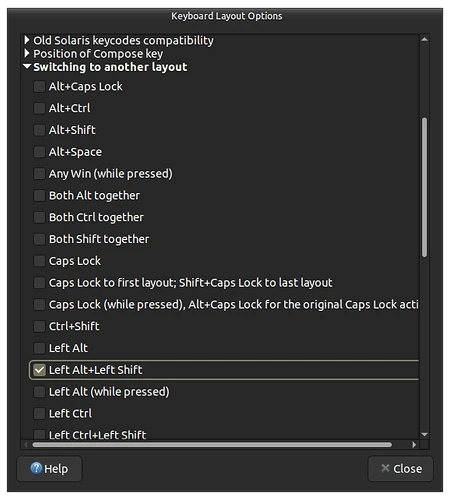 Keyboard Layout Options
Old Solaris keycodes compatibility
Position of Compose key
Switching to another layout
Alt+Caps Lock
Alt+Ctrl
Alt+Shift
Alt+Space
Any Win (while pressed)
Both Alt together
Both Ctrl together
Both Shift together
Caps Lock
Caps Lock to first layout; Shift+Caps Lock to last layout
Caps Lock (while pressed), Alt+Caps Lock for the original Caps Lock acti
Ctrl+Shift
Left Alt
Left Alt+Left Shift
Left Alt (while pressed)
Left Ctrl
Left Ctrl+Left Shift
Help
Close